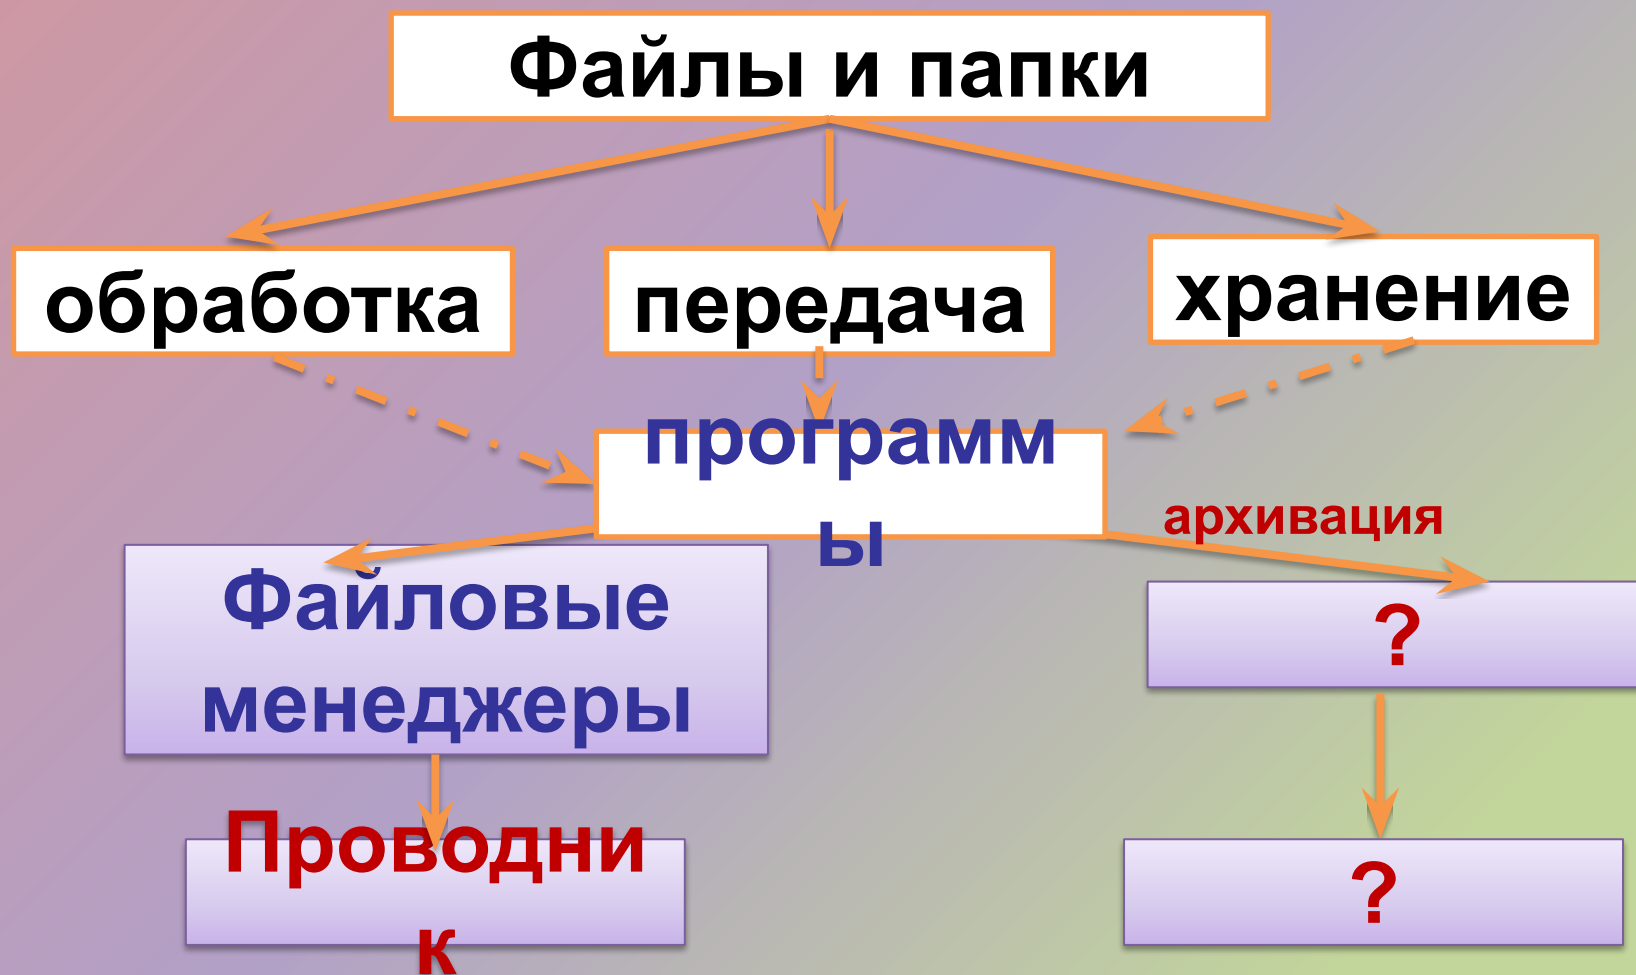 Файлы и папки
обработка
передача
хранение
программ
ы
архивация
Файловые
менеджеры
?
Проводни
к
?